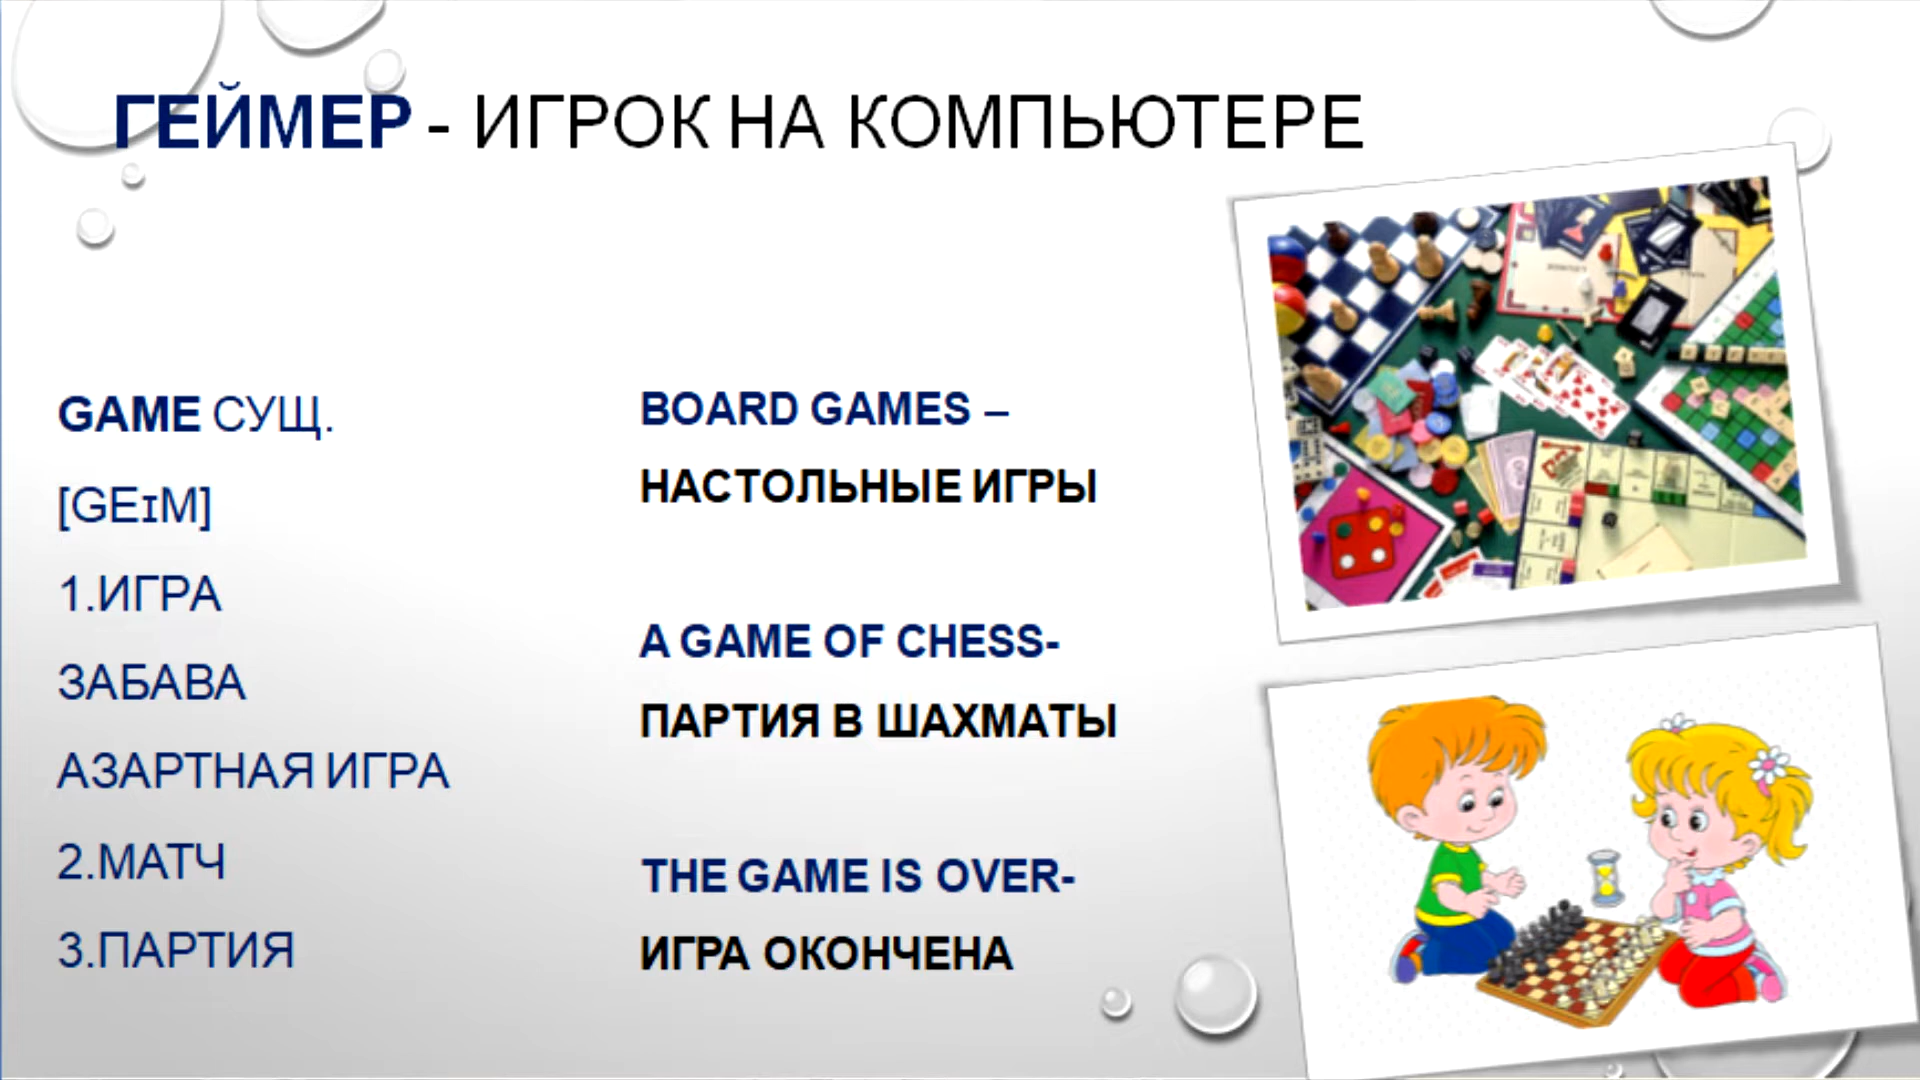 ГЕЙМЕР - ИГРОК НА КОМПЬЮТЕРЕ
GAME СУЩ.
[GEɪM]
1.ИГРА
ЗАБАВА
АЗАРТНАЯ ИГРА
2.МАТЧ
3.ПАРТИЯ
BOARD GAMES –
НАСТОЛЬНЫЕ ИГРЫ
A GAME OF CHESS-
ПАРТИЯ В ШАХМАТЫ
THE GAME IS OVER-
ИГРА ОКОНЧЕНА